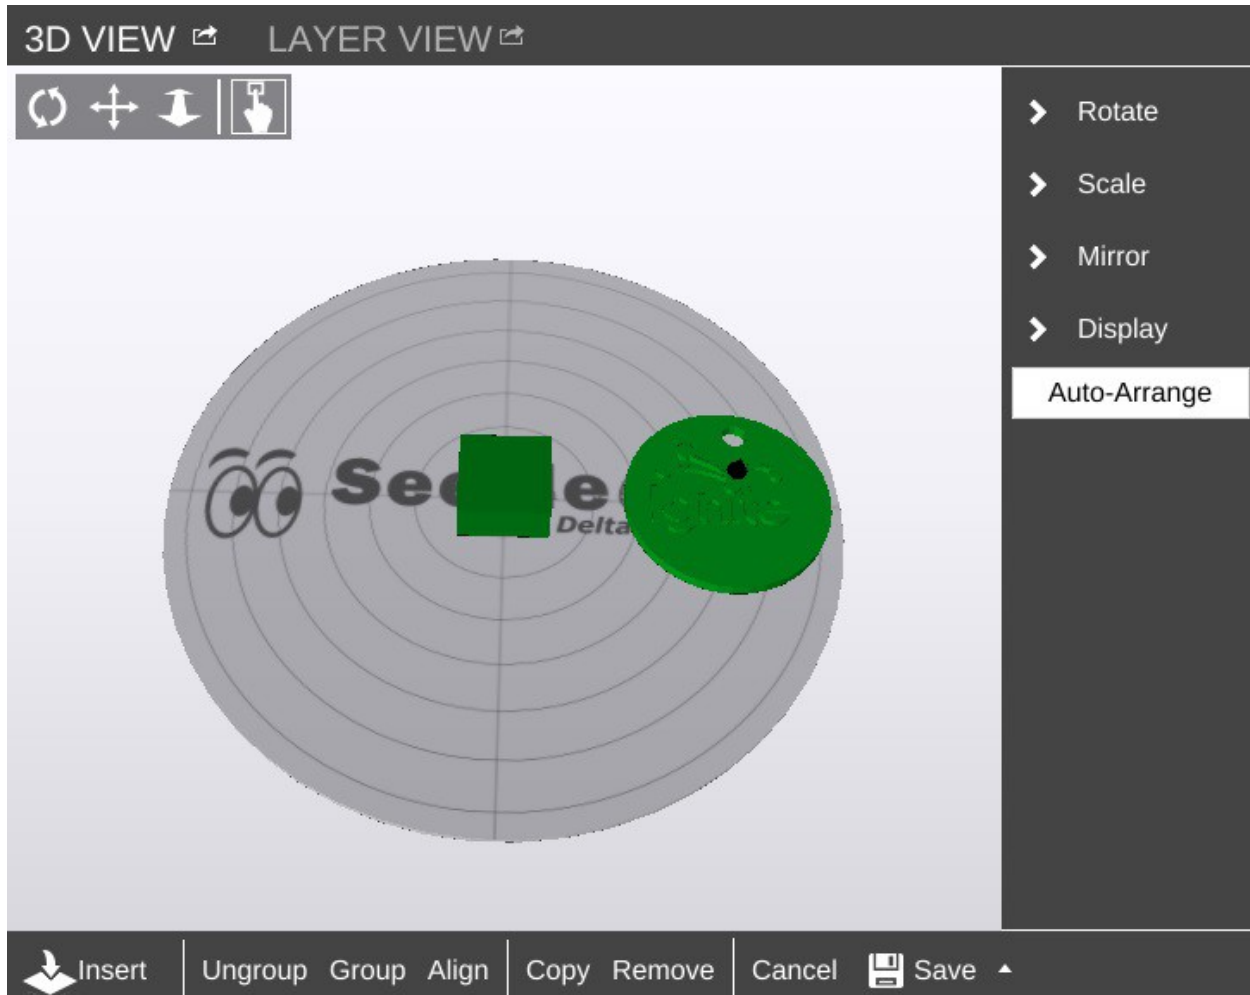 3D VIEW LAYER VIEW
Rotate
Scale
Mirror
Display
Auto-Arrange
Ignite
Delta
Insert Ungroup Group Align Copy Remove Cancel Save